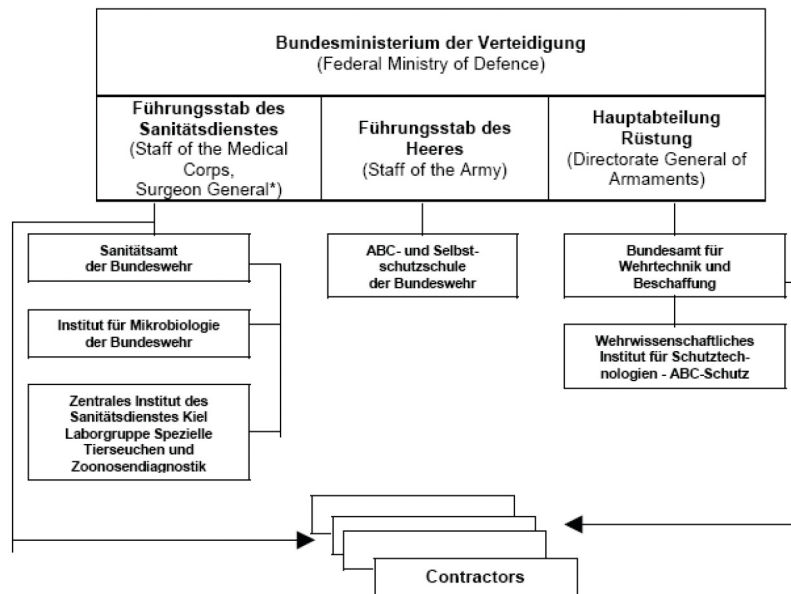 Bundesministerium der Verteidigung
(Federal Ministry of Defence)
Führungsstab des
Sanitätsdienstes
(Staff of the Medical
Corps,
Surgeon General*)
Führungsstab des
Heeres
(Staff of the Army)
Hauptabteilung
Rüstung
(Directorate General of
Armaments)
Sanitätsamt
der Bundeswehr
ABC- und Selbst-
schutzschule
der Bundeswehr
Bundesamt für
Wehrtechnik und
Beschaffung
Institut für Mikrobiologie
der Bundeswehr
Wehrwissenschaftliches
Institut für Schutztech-
nologien - ABC-Schutz
Zentrales Institut des
Sanitätsdienstes Kiel
Laborgruppe Spezielle
Tierseuchen und
Zoonosendiagnostik
Contractors